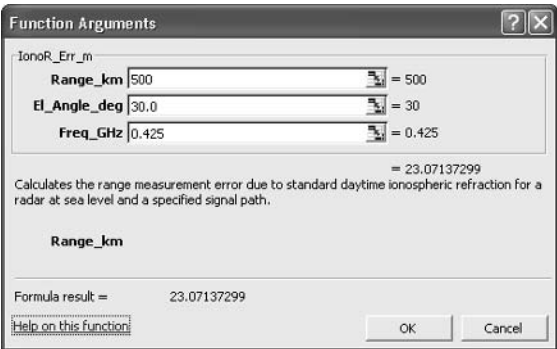 Function Arguments
IonoR_Err_m
Range_km 500 = 500
El_Angle_deg 30.0 = 30
Freq_GHz 0.425 = 0.425
= 23.07137299
Calculates the range measurement error due to standard daytime ionospheric refraction for a
radar at sea level and a specified signal path.
Range_km
Formula result = 23.07137299
Help on this function OK Cancel